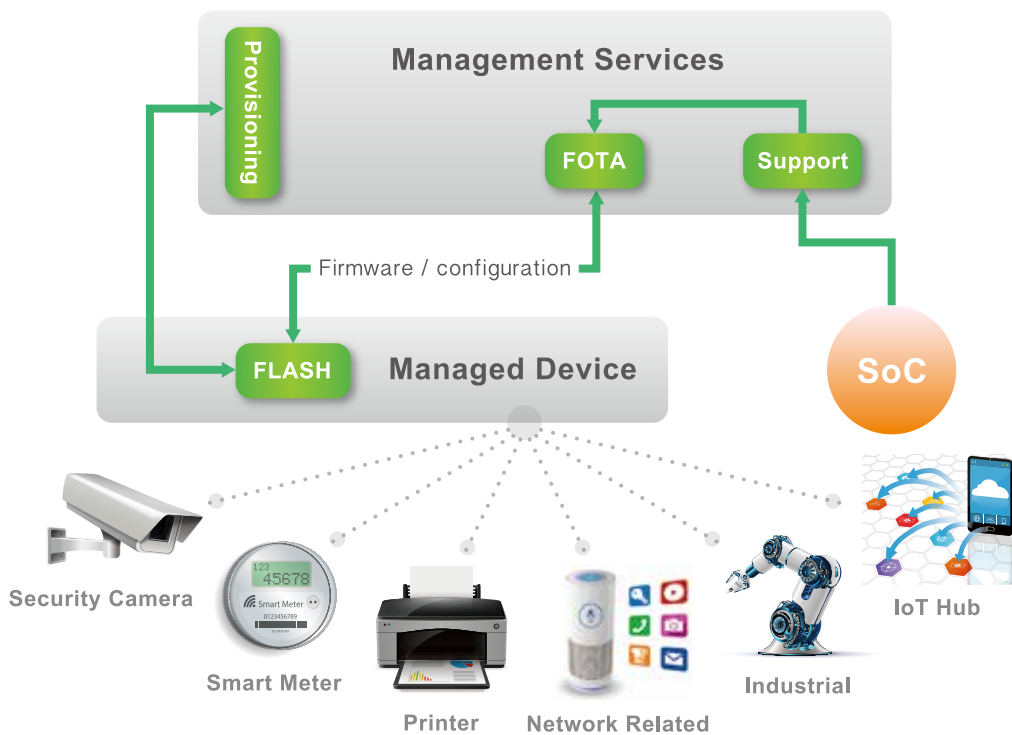 Management Services
Provisioning
FOTA
Support
Firmware / configuration
FLASH
Managed Device
SoC
123
45678
Smart Meter
0123456789
Security Camera
IoT Hub
Smart Meter
Industrial
Printer
Network Related